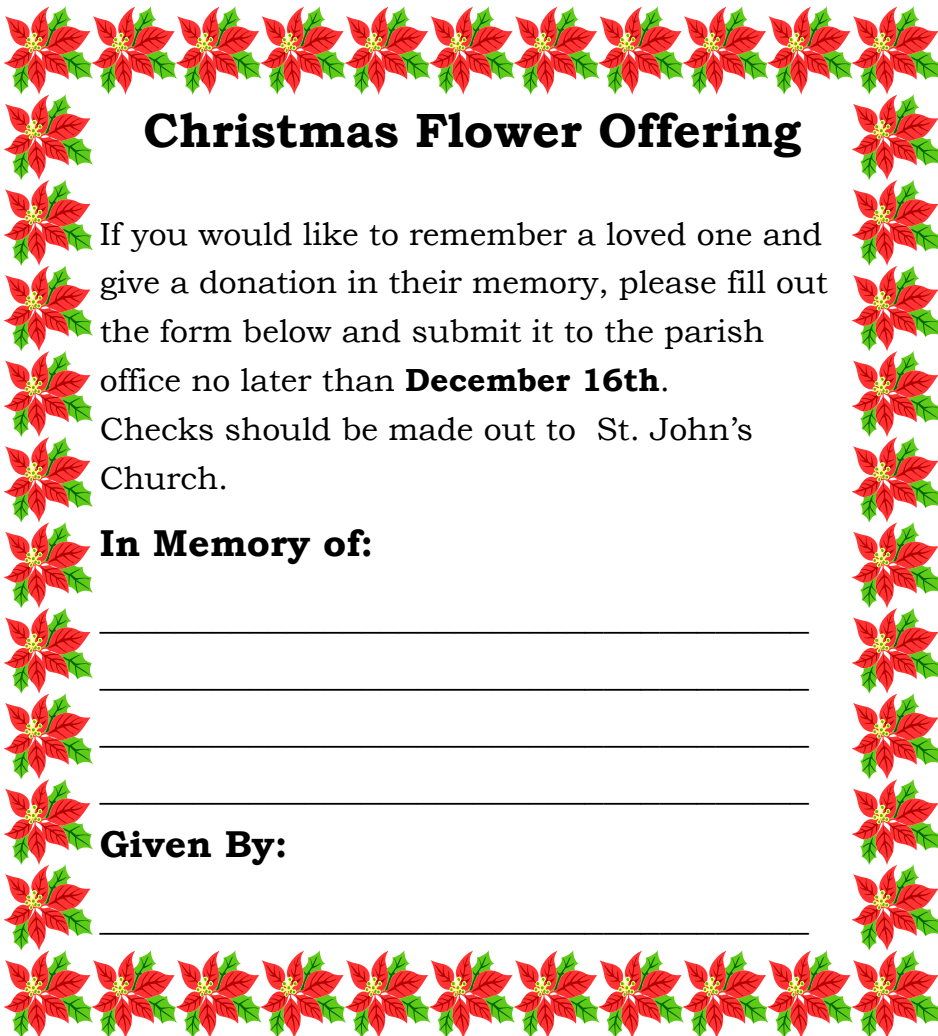 Christmas Flower Offering
If you would like to remember a loved one and
give a donation in their memory, please fill out
the form below and submit it to the parish
office no later than December 16th.
Checks should be made out to  St. John’s
Church.
In Memory of:
Given By: